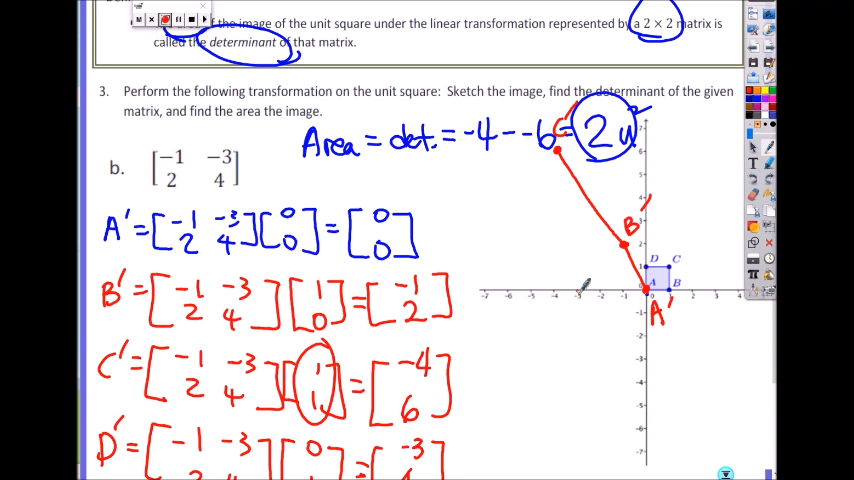 of the image of the unit square under the linear transformation represented by a 2 × 2 matrix is
called the determinant of that matrix.
3. Perform the following transformation on the unit square: Sketch the image, find the determinant of the given
matrix, and find the area the image.
Area = det. = -4 - -6 = 2 u²
b. [-1 -3
2 4]
A' = [-1 -3
2 4] [0
0] = [0
0]
B' = [-1 -3
2 4] [1
0] = [-1
2]
C' = [-1 -3
2 4] [1
1] = [-4
6]
D' = [-1 -3
[0
= [-3
C'
B'
A'
D C
A B
7
6
5
4
3
2
1
-7 -6 -5 -4 -3 -2 -1 0 1 2 3 4
-1
-2
-3
-4
-5
-6
-7